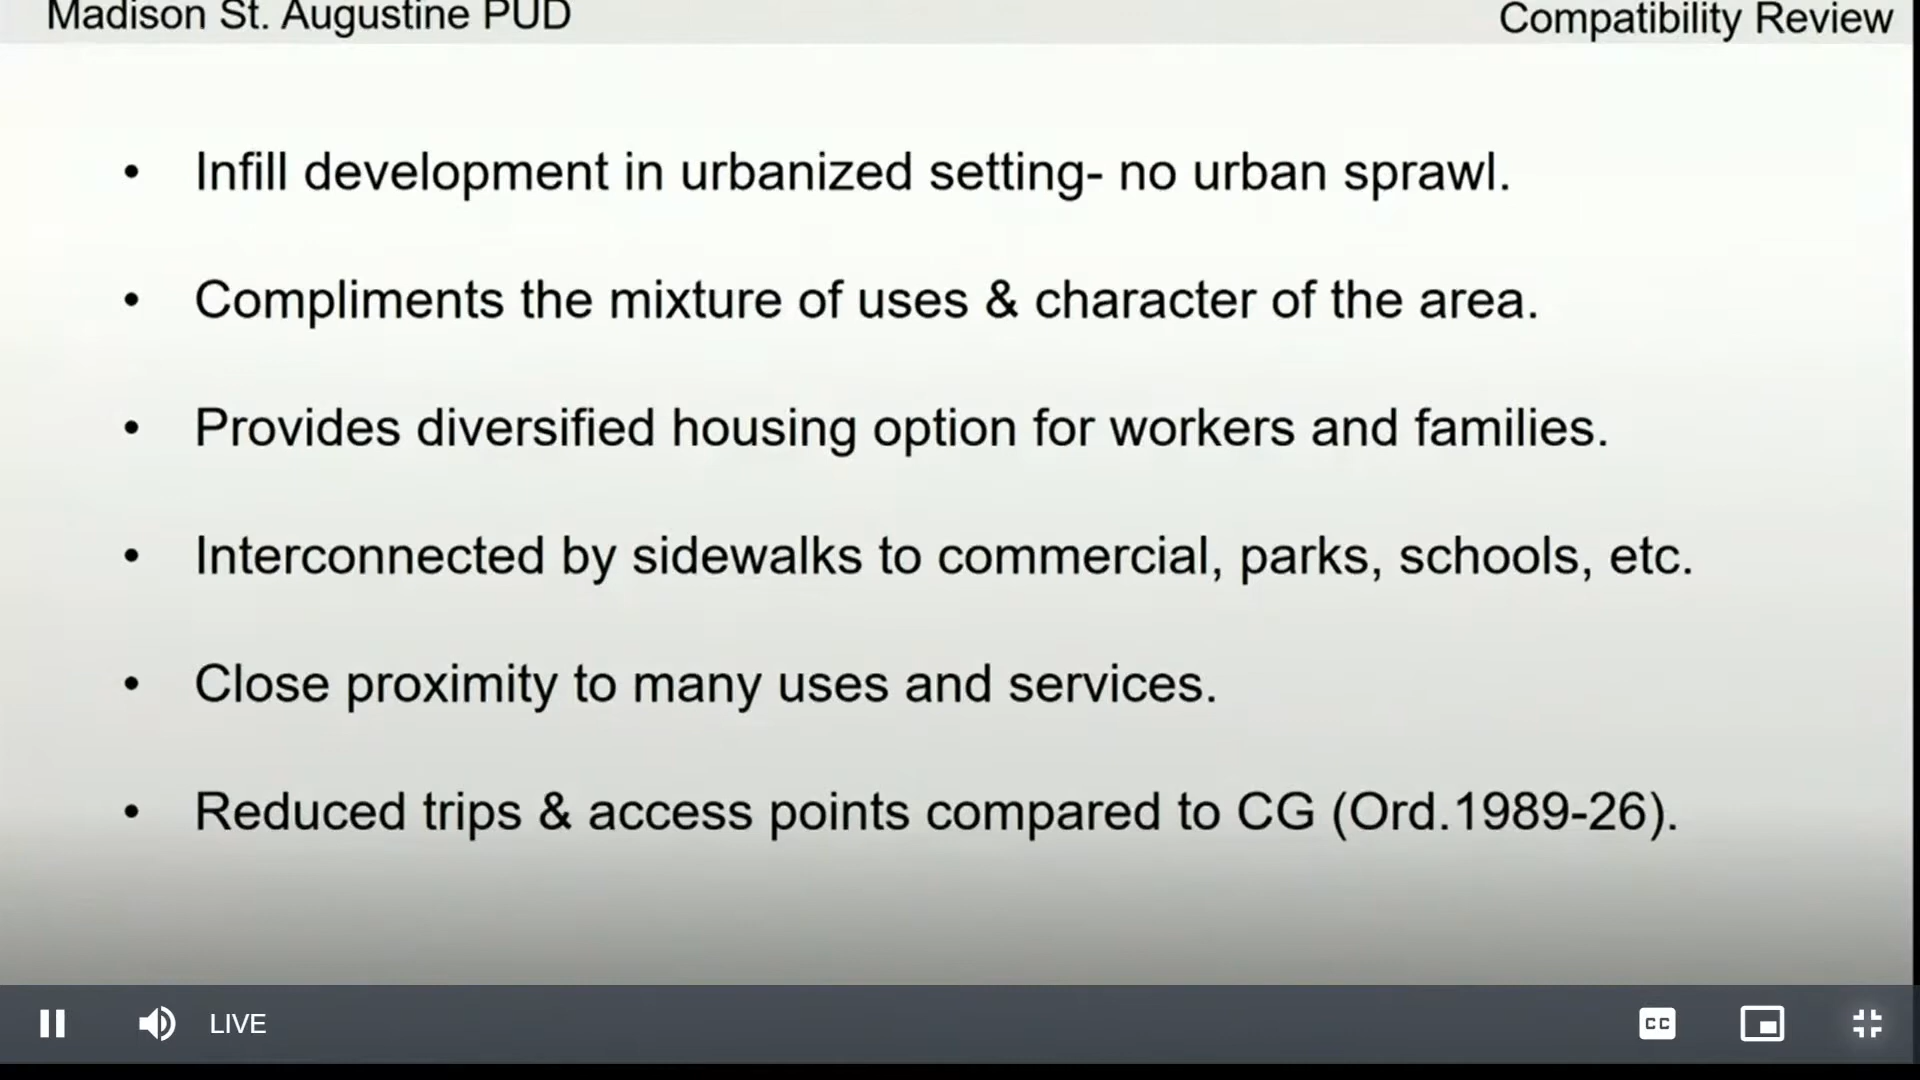 Madison St. Augustine PUD
Compatibility Review
• Infill development in urbanized setting- no urban sprawl.
• Compliments the mixture of uses & character of the area.
• Provides diversified housing option for workers and families.
• Interconnected by sidewalks to commercial, parks, schools, etc.
• Close proximity to many uses and services.
• Reduced trips & access points compared to CG (Ord.1989-26).
LIVE
CC